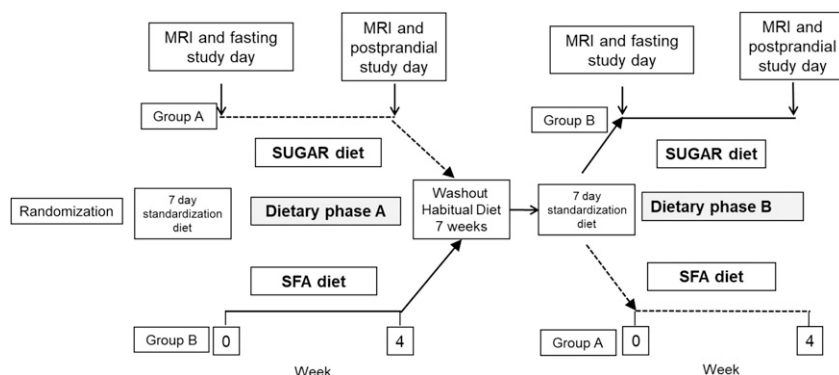 MRI and fasting
study day
MRI and
postprandial
study day
MRI and fasting
study day
MRI and
postprandial
study day
Group A
Group B
SUGAR diet
SUGAR diet
Randomization
7 day
standardization
diet
Dietary phase A
Washout
Habitual Diet
7 weeks
7 day
standardization
diet
Dietary phase B
SFA diet
SFA diet
Group B
0
4
Group A
0
4
Week
Week